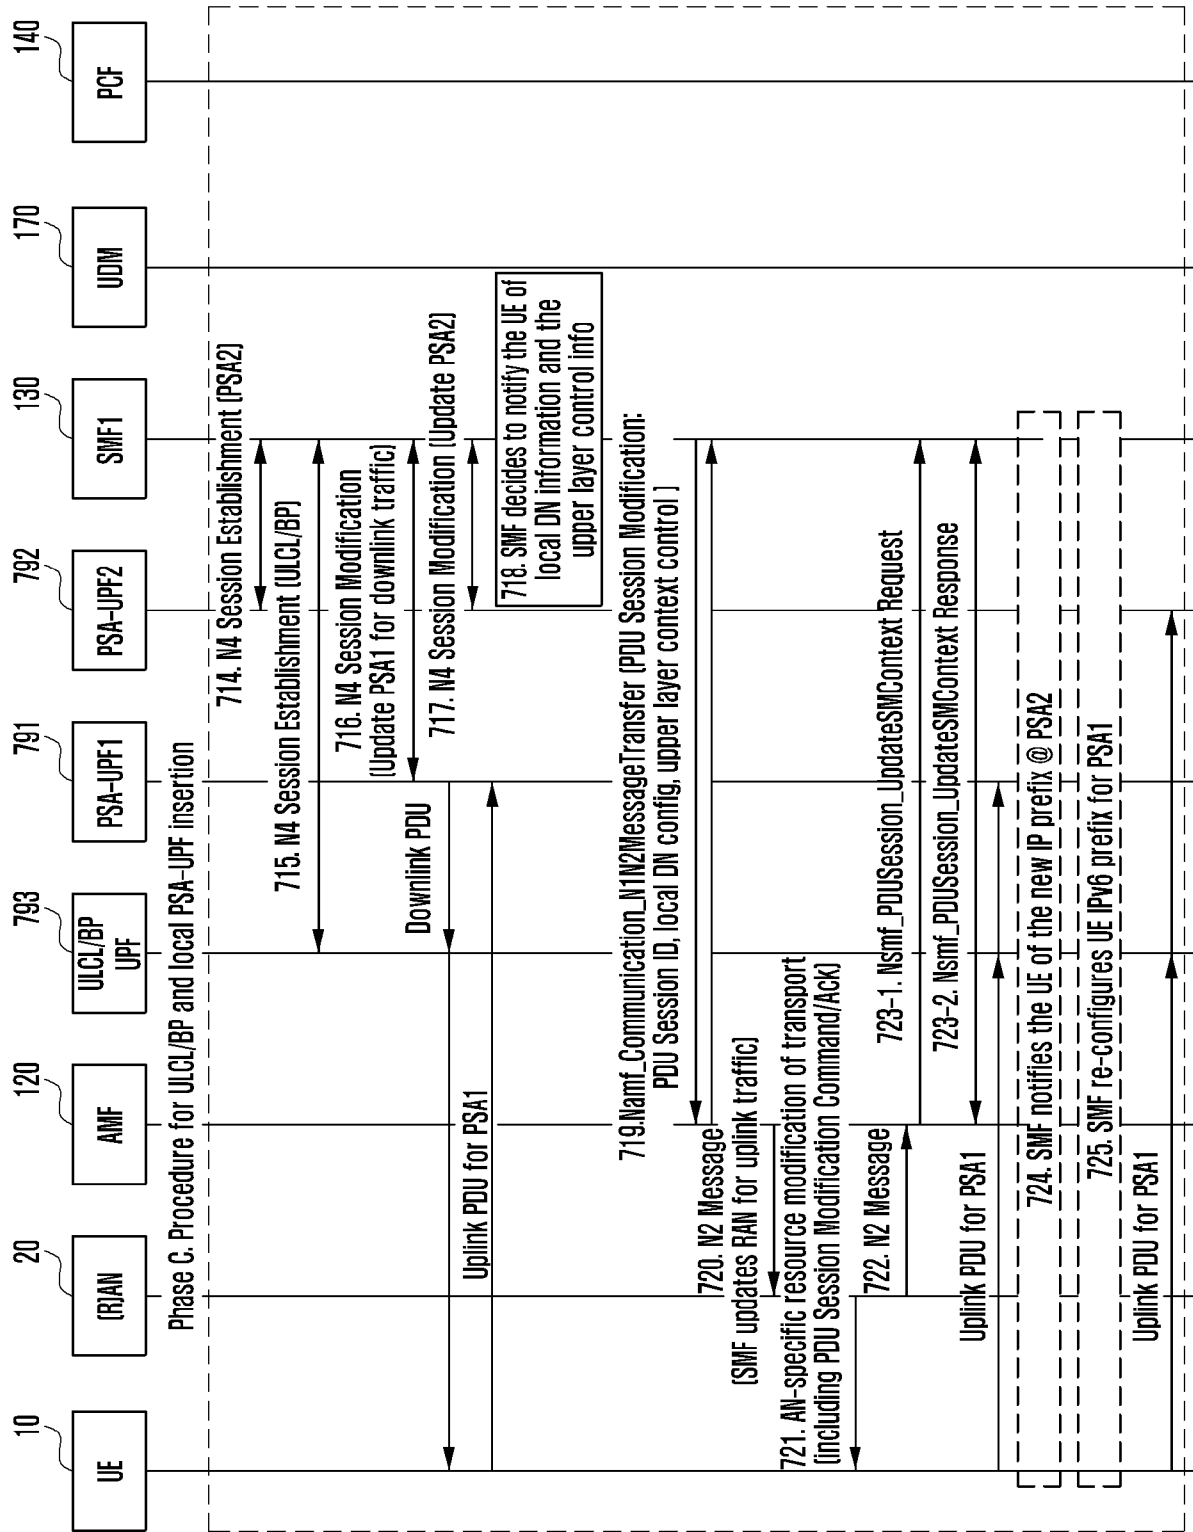 10
20
120
793
791
792
130
170
140
UE
(R)AN
AMF
ULCL/BP
UPF
PSA-UPF1
PSA-UPF2
SMF1
UDM
PCF
Phase C. Procedure for ULCL/BP and local PSA-UPF insertion
714. N4 Session Establishment (PSA2)
715. N4 Session Establishment (ULCL/BP)
716. N4 Session Modification
(Update PSA1 for downlink traffic)
Downlink PDU
717. N4 Session Modification (Update PSA2)
Uplink PDU for PSA1
718. SMF decides to notify the UE of
local DN information and the
upper layer control info
719.Namf_Communication_N1N2MessageTransfer (PDU Session Modification:
PDU Session ID, local DN config, upper layer context control )
720. N2 Message
(SMF updates RAN for uplink traffic)
721. AN-specific resource modification of transport
(including PDU Session Modification Command/Ack)
722. N2 Message
723-1. Nsmf_PDUSession_UpdateSMContext Request
723-2. Nsmf_PDUSession_UpdateSMContext Response
Uplink PDU for PSA1
724. SMF notifies the UE of the new IP prefix @ PSA2
725. SMF re-configures UE IPv6 prefix for PSA1
Uplink PDU for PSA1